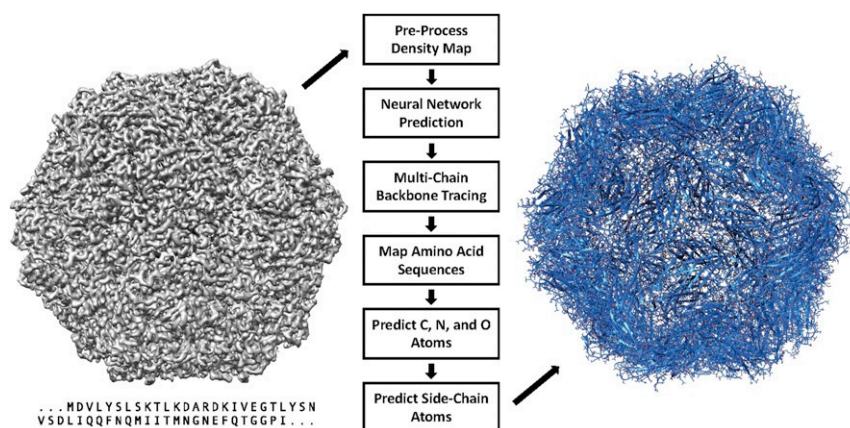 Pre-Process
Density Map
Neural Network
Prediction
Multi-Chain
Backbone Tracing
Map Amino Acid
Sequences
Predict C, N, and O
Atoms
Predict Side-Chain
Atoms
...MDVLYSLSKTLKDARDKIVEGTLYSN
VSDLIQQFNQMIITMNGNEFQTGGPI...